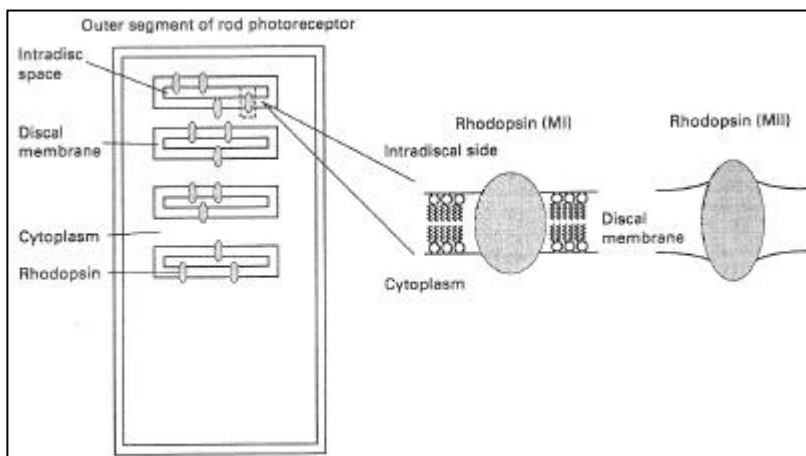 Outer segment of rod photoreceptor
Intradisc
space
Discal
membrane
Cytoplasm
Rhodopsin
Rhodopsin (MI)
Rhodopsin (MII)
Intradiscal side
Discal
membrane
Cytoplasm